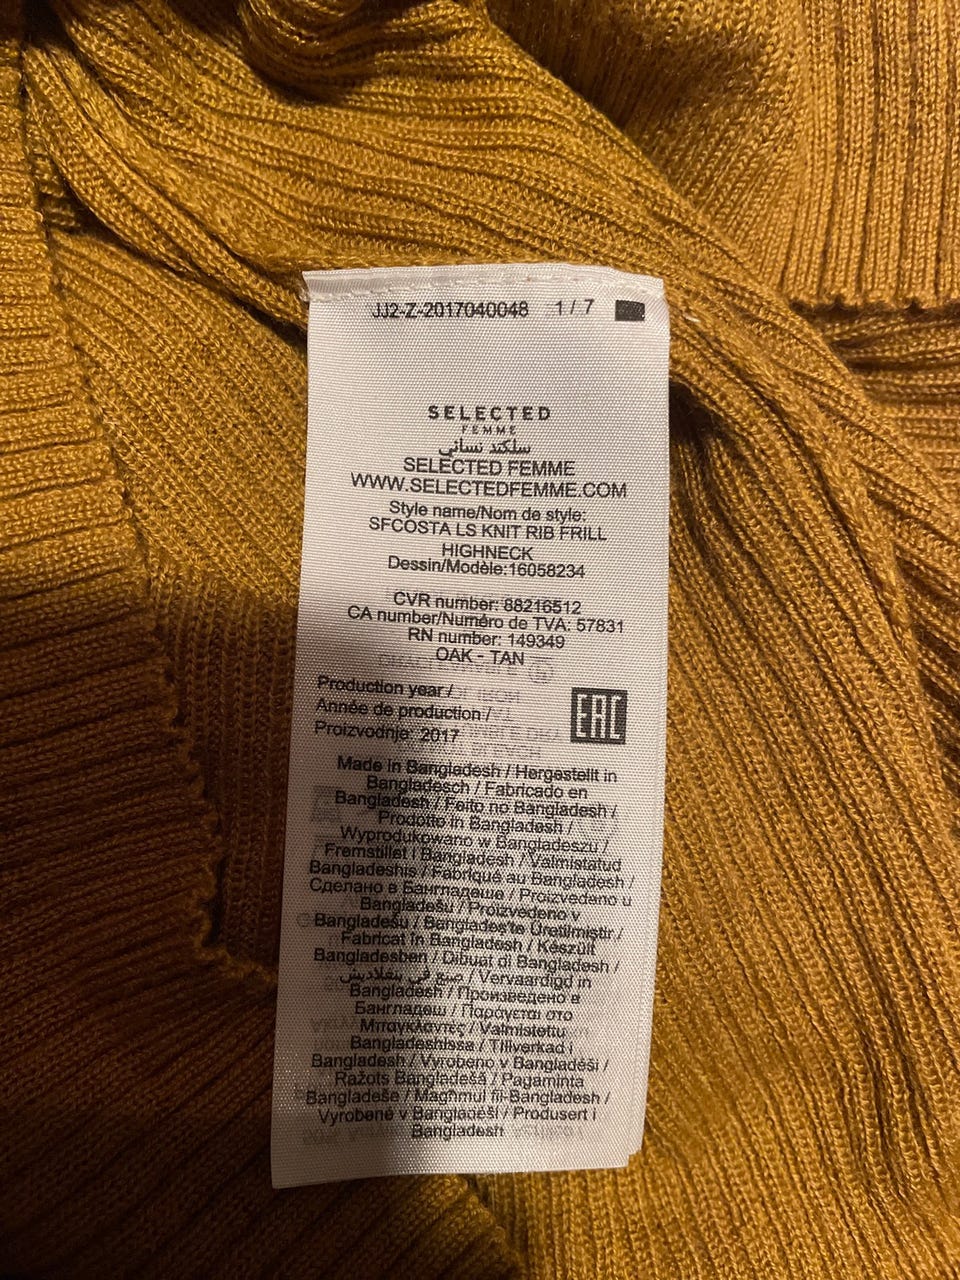 JJ2-Z-2017040048 1 / 7
SELECTED
FEMME
سلكتد نسائي
SELECTED FEMME
WWW.SELECTEDFEMME.COM
Style name/Nom de style:
SFCOSTA LS KNIT RIB FRILL
HIGHNECK
Dessin/Modèle:16058234
CVR number: 88216512
CA number/Numéro de TVA: 57831
RN number: 149349
OAK - TAN
Production year /
Année de production /
Proizvodnje: 2017
EAC
Made in Bangladesh / Hergestellt in
Bangladesch / Fabricado en
Bangladesh / Feito no Bangladesh /
Prodotto in Bangladesh /
Wyprodukowano w Bangladeszu /
Fremstillet i Bangladesh / Valmistatud
Bangladeshis / Fabriqué au Bangladesh /
Сделано в Бангладеше / Proizvedeno u
Bangladešu / Proizvedeno v
Bangladešu / Bangladeş'te Üretilmiştir /
Fabricat în Bangladesh / Készült
Bangladesben / Dibuat di Bangladesh /
صنع في بنغلاديش / Vervaardigd in
Bangladesh / Произведено в
Бангладеш / Παράγεται στο
Μπαγκλαντές / Valmistettu
Bangladeshissa / Tillverkad i
Bangladesh / Vyrobeno v Bangladéši /
Ražots Bangladešā / Pagaminta
Bangladeše / Magħmul fil-Bangladesh /
Vyrobené v Bangladéši / Produsert i
Bangladesh